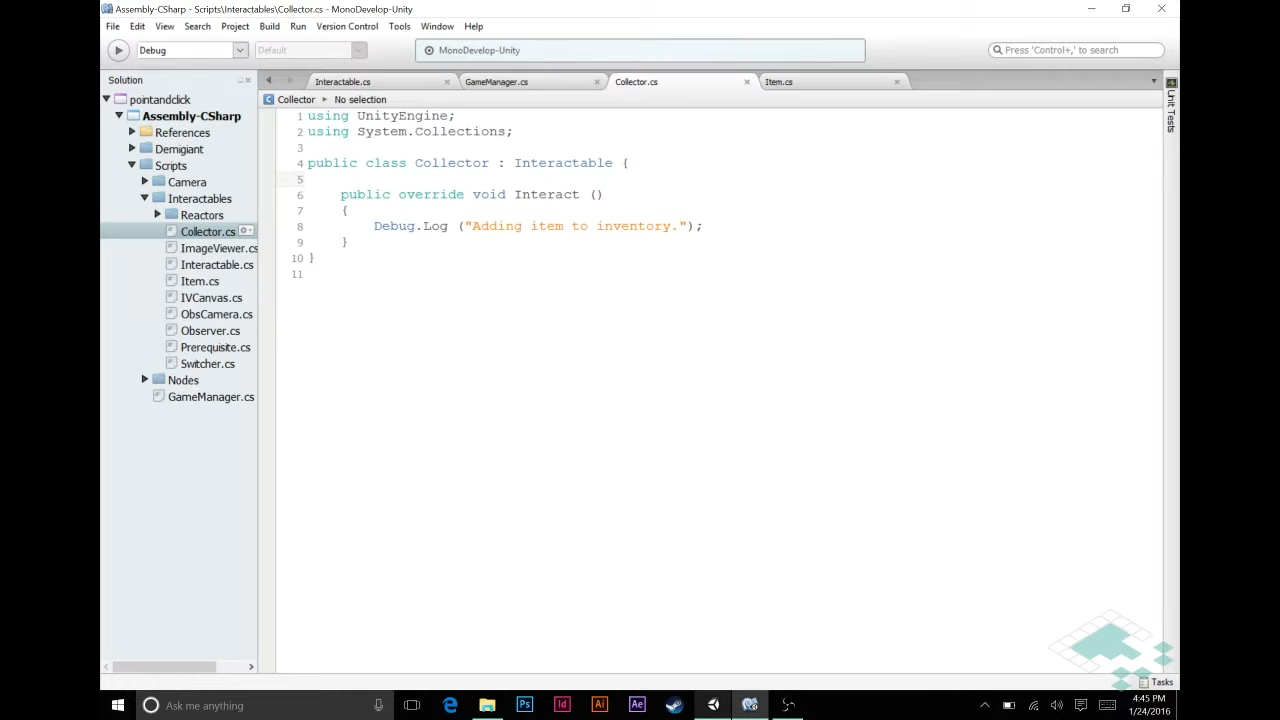 Assembly-CSharp - Scripts\Interactables\Collector.cs - MonoDevelop-Unity
File Edit View Search Project Build Run Version Control Tools Window Help
Debug Default MonoDevelop-Unity Press 'Control+,' to search
Solution
Interactable.cs GameManager.cs Collector.cs Item.cs
Unit Tests
Collector No selection
pointandclick
Assembly-CSharp
References
Demigiant
Scripts
Camera
Interactables
Reactors
Collector.cs
ImageViewer.cs
Interactable.cs
Item.cs
IVCanvas.cs
ObsCamera.cs
Observer.cs
Prerequisite.cs
Switcher.cs
Nodes
GameManager.cs
1 using UnityEngine;
2 using System.Collections;
3
4 public class Collector : Interactable {
5
6 public override void Interact ()
7 {
8 Debug.Log ("Adding item to inventory.");
9 }
10 }
11
Tasks
Ask me anything
Ps Id Ai Ae
4:45 PM
1/24/2016